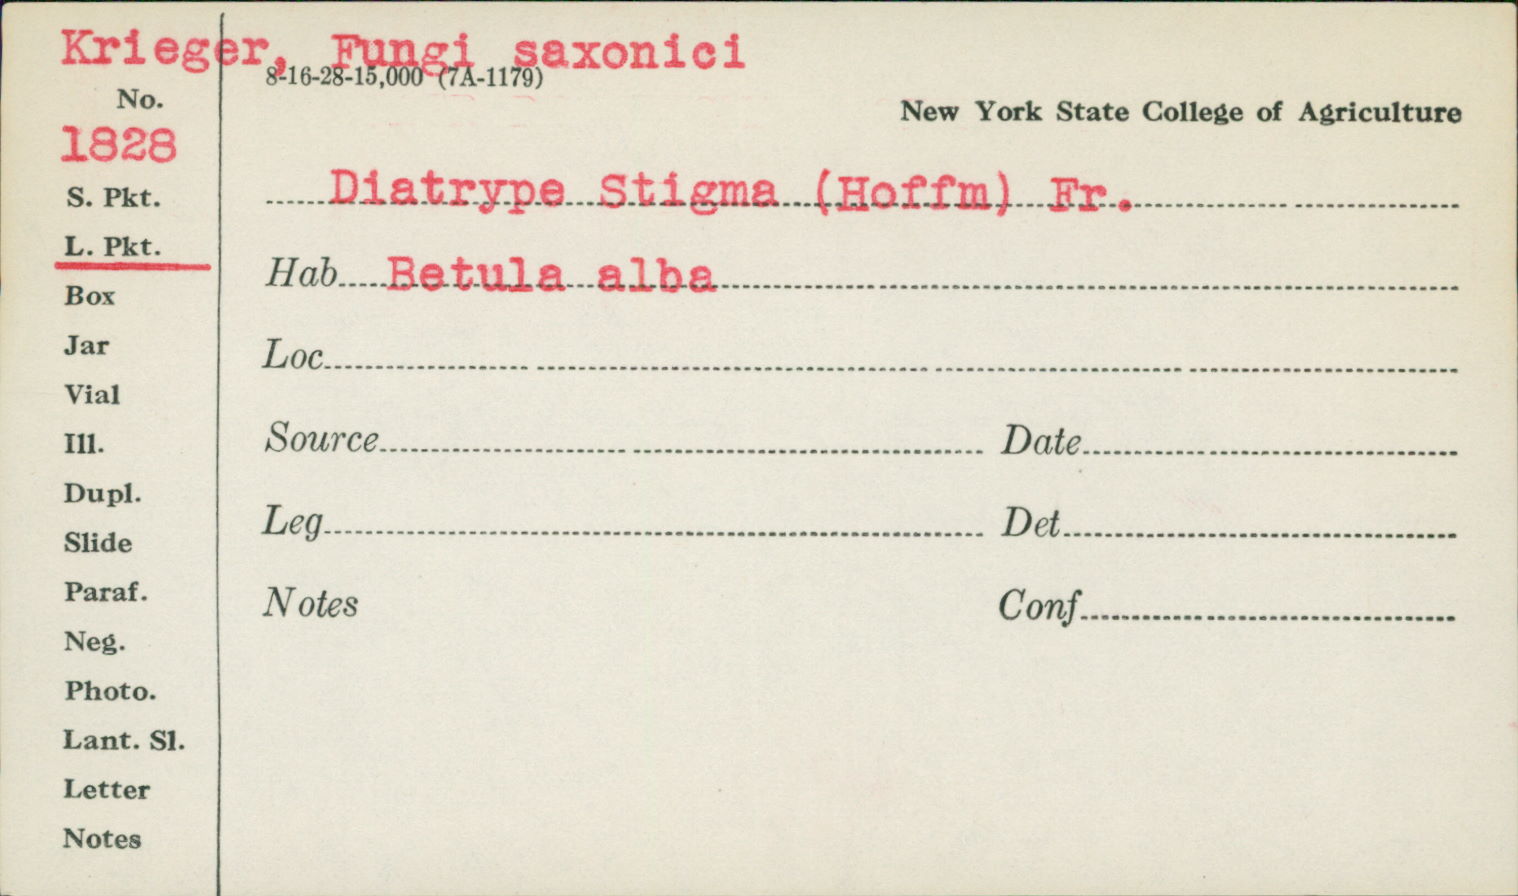 Krieger, Fungi saxonici
8-16-28-15,000 (7A-1179)
No.
New York State College of Agriculture
1828
Diatrype Stigma (Hoffm) Fr.
S. Pkt.
L. Pkt.
Hab Betula alba
Box
Jar
Loc
Vial
Ill.
Source Date
Dupl.
Slide
Leg Det
Paraf.
Notes Conf
Neg.
Photo.
Lant. Sl.
Letter
Notes